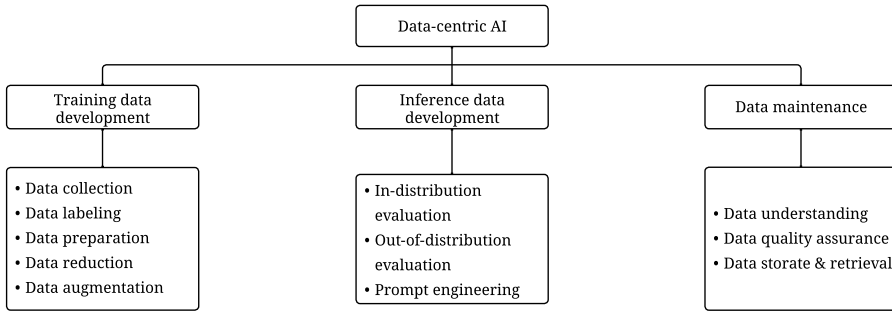 Data-centric AI
Training data
development
Inference data
development
Data maintenance
• Data collection
• Data labeling
• Data preparation
• Data reduction
• Data augmentation
• In-distribution
evaluation
• Out-of-distribution
evaluation
• Prompt engineering
• Data understanding
• Data quality assurance
• Data storate & retrieval